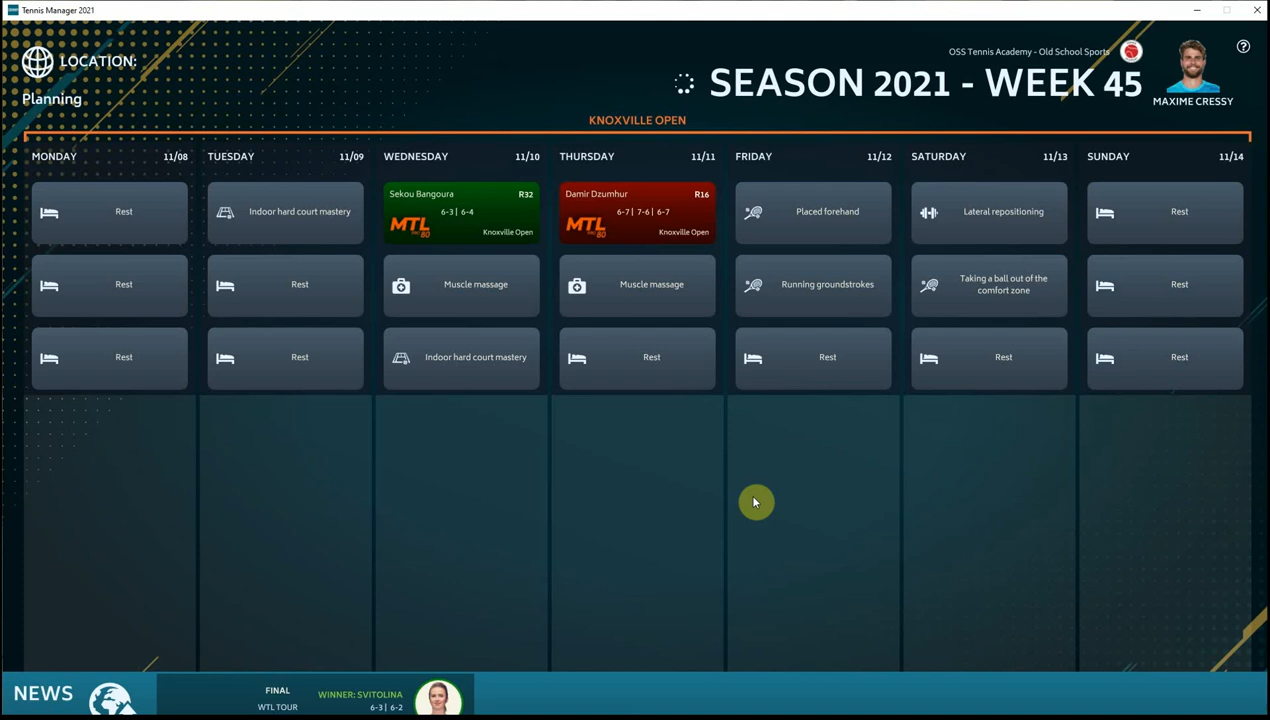 Tennis Manager 2021
LOCATION:
Planning
OSS Tennis Academy - Old School Sports
SEASON 2021 - WEEK 45
MAXIME CRESSY
KNOXVILLE OPEN
MONDAY 11/08
TUESDAY 11/09
WEDNESDAY 11/10
THURSDAY 11/11
FRIDAY 11/12
SATURDAY 11/13
SUNDAY 11/14
Rest
Indoor hard court mastery
Sekou Bangoura R32
6-3| 6-4
MTL
PRO 80
Knoxville Open
Damir Dzumhur R16
6-7| 7-6| 6-7
MTL
PRO 80
Knoxville Open
Placed forehand
Lateral repositioning
Rest
Rest
Rest
Muscle massage
Muscle massage
Running groundstrokes
Taking a ball out of the
comfort zone
Rest
Rest
Rest
Indoor hard court mastery
Rest
Rest
Rest
Rest
NEWS
FINAL
WTL TOUR
WINNER: SVITOLINA
6-3| 6-2